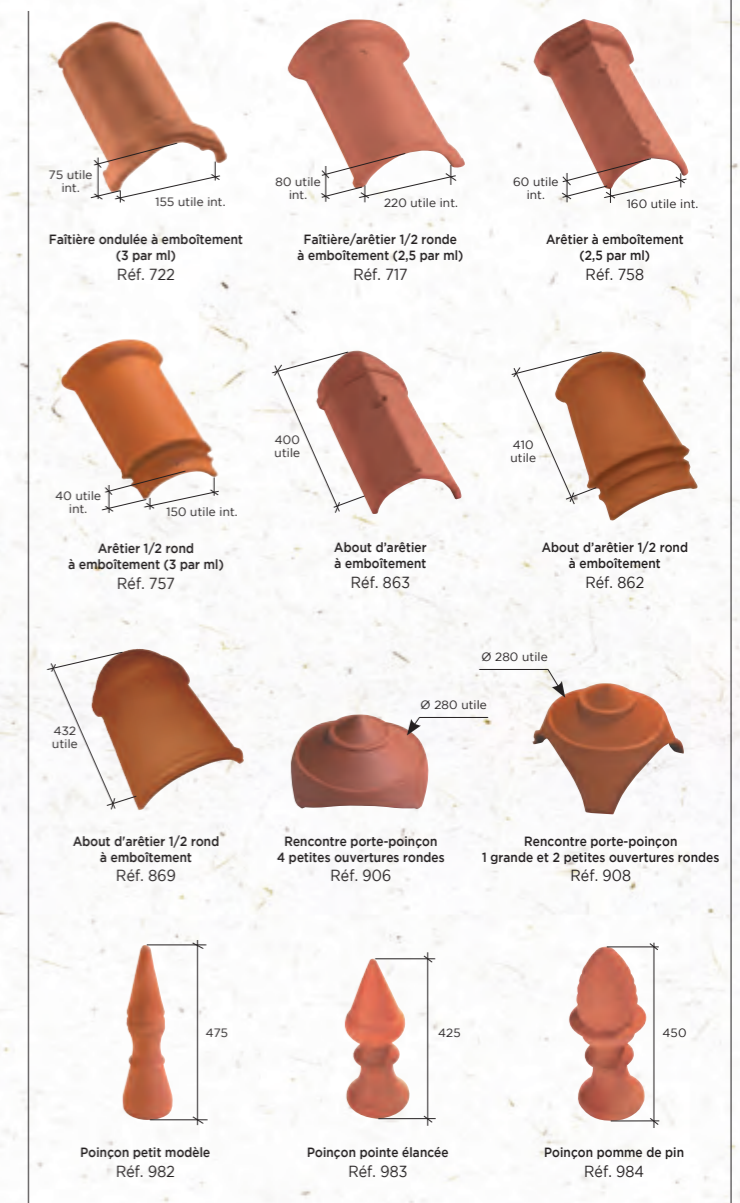 75 utile
int.
155 utile int.
Faîtière ondulée à emboîtement
(3 par ml)
Réf. 722
80 utile
int.
220 utile int.
Faîtière/arêtier 1/2 ronde
à emboîtement (2,5 par ml)
Réf. 717
60 utile
int.
160 utile int.
Arêtier à emboîtement
(2,5 par ml)
Réf. 758
40 utile
int.
150 utile int.
Arêtier 1/2 rond
à emboîtement (3 par ml)
Réf. 757
400
utile
About d'arêtier
à emboîtement
Réf. 863
410
utile
About d'arêtier 1/2 rond
à emboîtement
Réf. 862
432
utile
About d'arêtier 1/2 rond
à emboîtement
Réf. 869
Ø 280 utile
Rencontre porte-poinçon
4 petites ouvertures rondes
Réf. 906
Ø 280 utile
Rencontre porte-poinçon
1 grande et 2 petites ouvertures rondes
Réf. 908
475
Poinçon petit modèle
Réf. 982
425
Poinçon pointe élancée
Réf. 983
450
Poinçon pomme de pin
Réf. 984